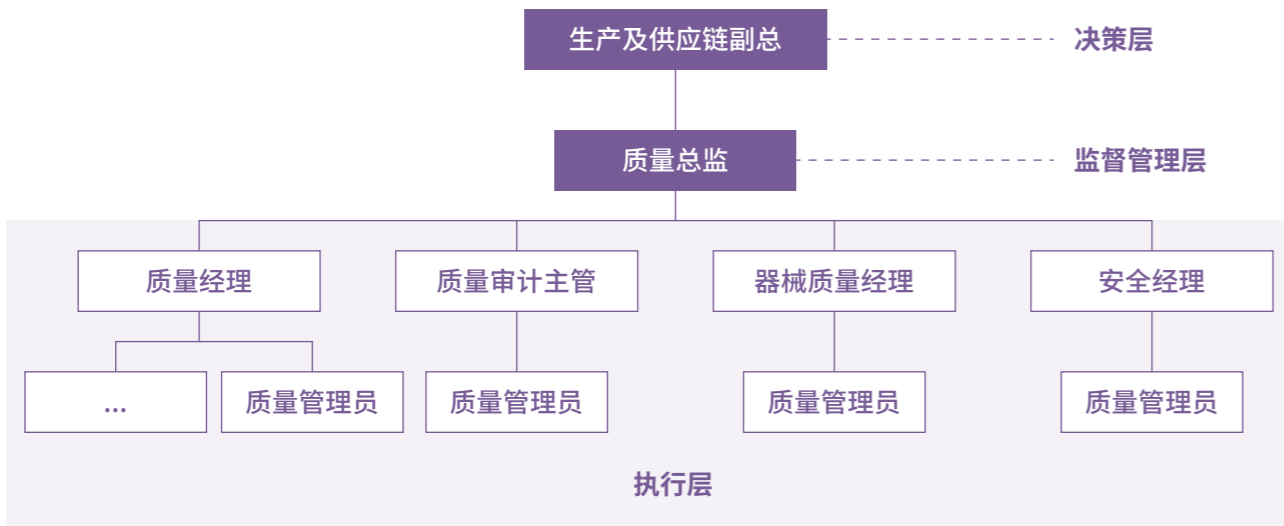 生产及供应链副总
决策层
质量总监
监督管理层
质量经理
质量审计主管
器械质量经理
安全经理
...
质量管理员
质量管理员
质量管理员
质量管理员
执行层